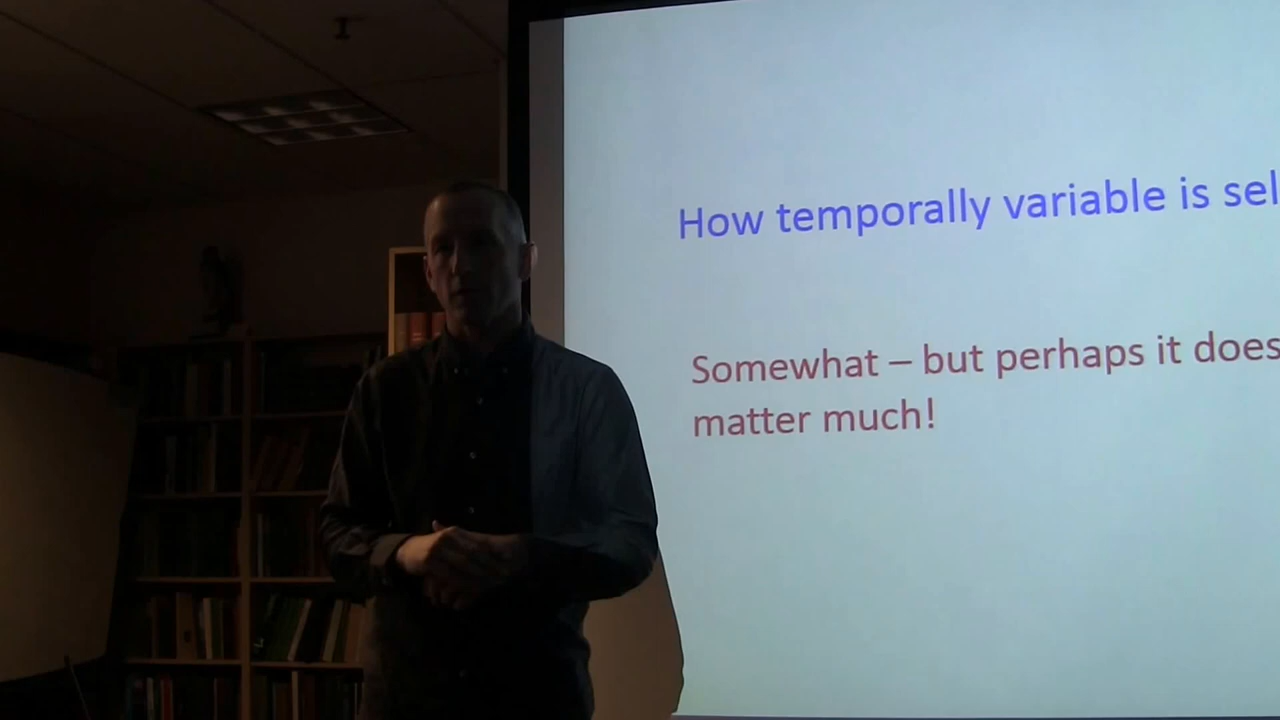 How temporally variable is sel
Somewhat – but perhaps it does
matter much!